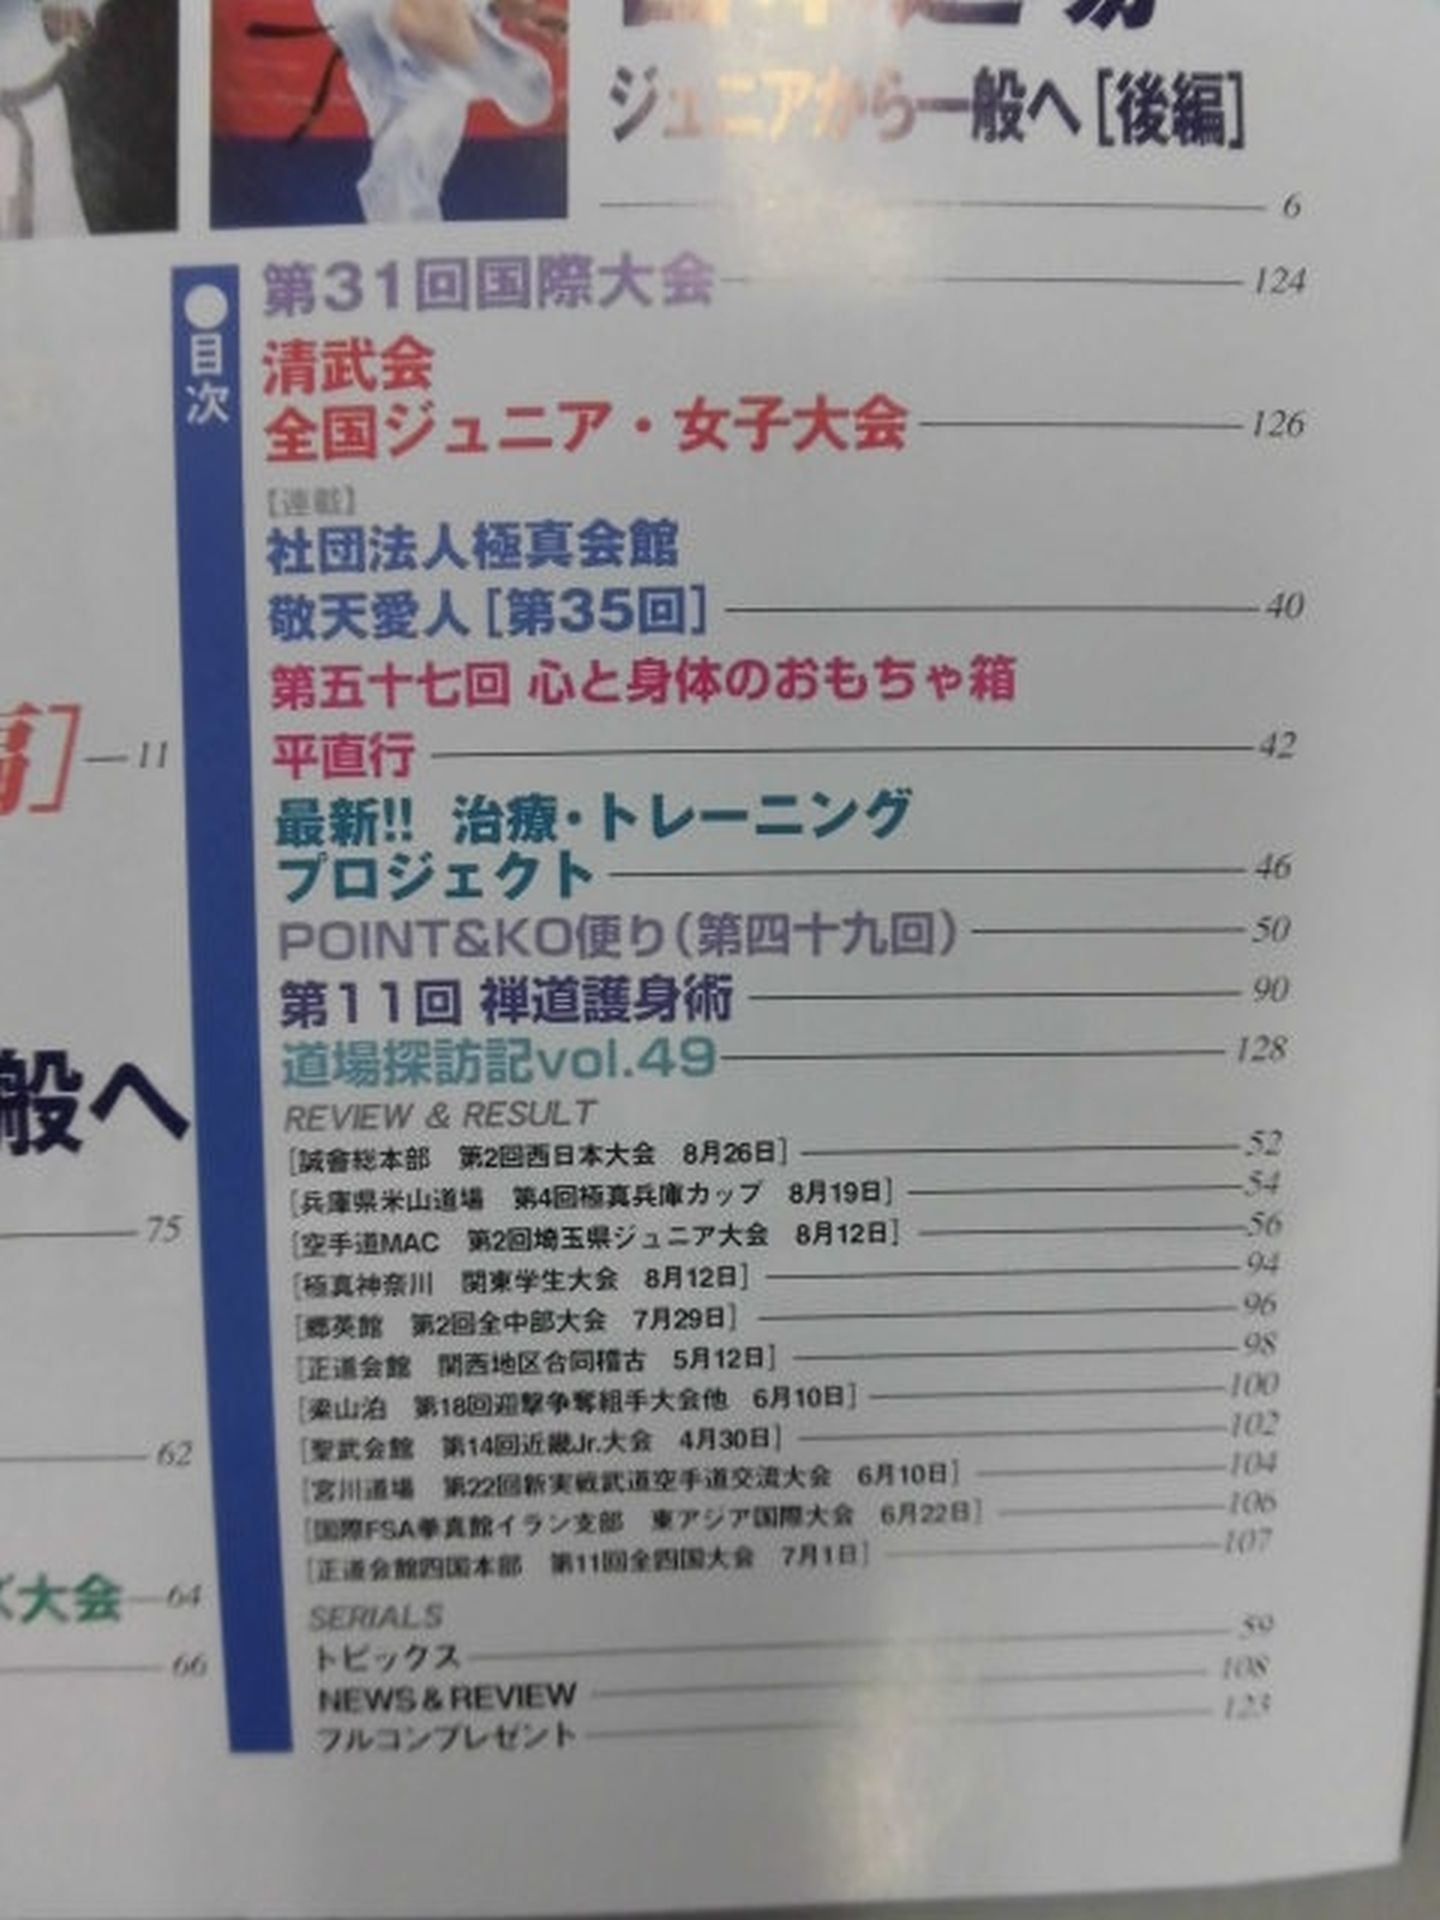 ジュニアから一般へ[後編]
6
●目次
第31回国際大会 124
清武会
全国ジュニア・女子大会 126
【連載】
社団法人極真会館
敬天愛人[第35回] 40
第五十七回 心と身体のおもちゃ箱
平直行 42
最新!! 治療・トレーニング
プロジェクト 46
POINT&KO便り(第四十九回) 50
第11回 禅道護身術 90
道場探訪記vol.49 128
REVIEW & RESULT
[誠會総本部 第2回西日本大会 8月26日] 52
[兵庫県米山道場 第4回極真兵庫カップ 8月19日] 54
[空手道MAC 第2回埼玉県ジュニア大会 8月12日] 56
[極真神奈川 関東学生大会 8月12日] 94
[郷英館 第2回全中部大会 7月29日] 96
[正道会館 関西地区合同稽古 5月12日] 98
[梁山泊 第18回迎撃争奪組手大会他 6月10日] 100
[聖武会館 第14回近畿Jr.大会 4月30日] 102
[宮川道場 第22回新実戦武道空手道交流大会 6月10日] 104
[国際FSA拳真館イラン支部 東アジア国際大会 6月22日] 106
[正道会館四国本部 第11回全四国大会 7月1日] 107
SERIALS
トピックス 59
NEWS&REVIEW 108
フルコンプレゼント 123
]
11
般へ
75
62
大会 64
66